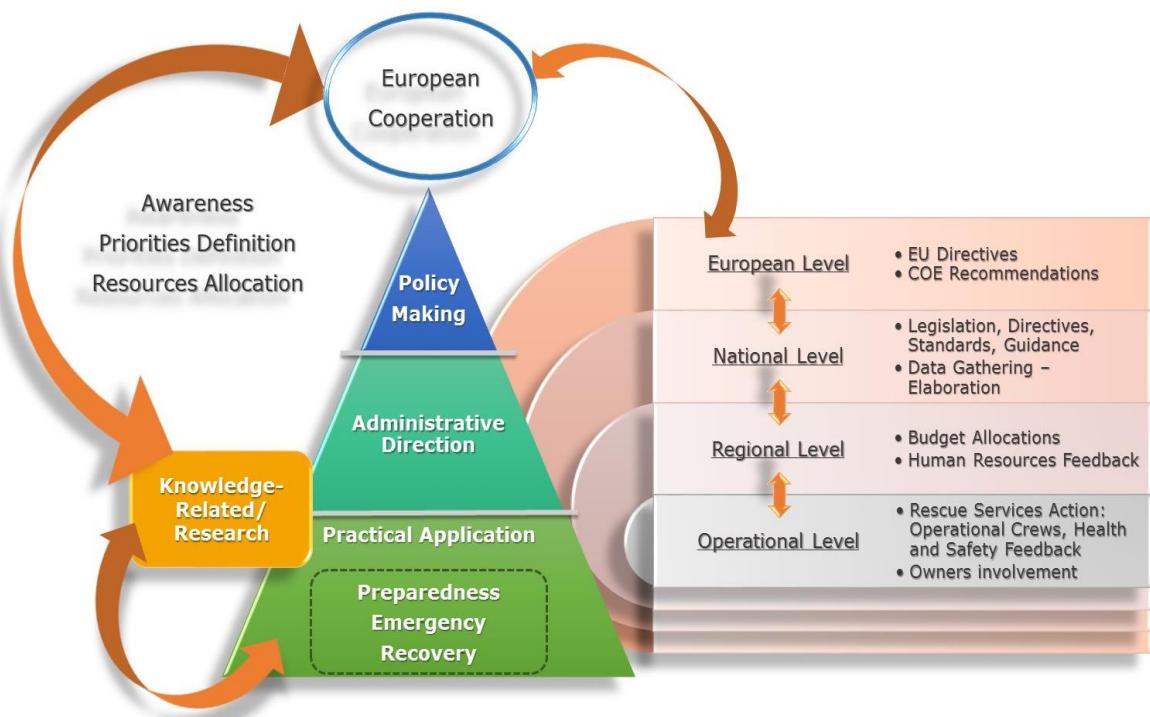 European
Cooperation
Awareness
Priorities Definition
Resources Allocation
Policy
Making
Administrative
Direction
Knowledge-
Related/
Research
Practical Application
Preparedness
Emergency
Recovery
European Level
• EU Directives
• COE Recommendations
National Level
• Legislation, Directives,
Standards, Guidance
• Data Gathering –
Elaboration
Regional Level
• Budget Allocations
• Human Resources Feedback
Operational Level
• Rescue Services Action:
Operational Crews, Health
and Safety Feedback
• Owners involvement